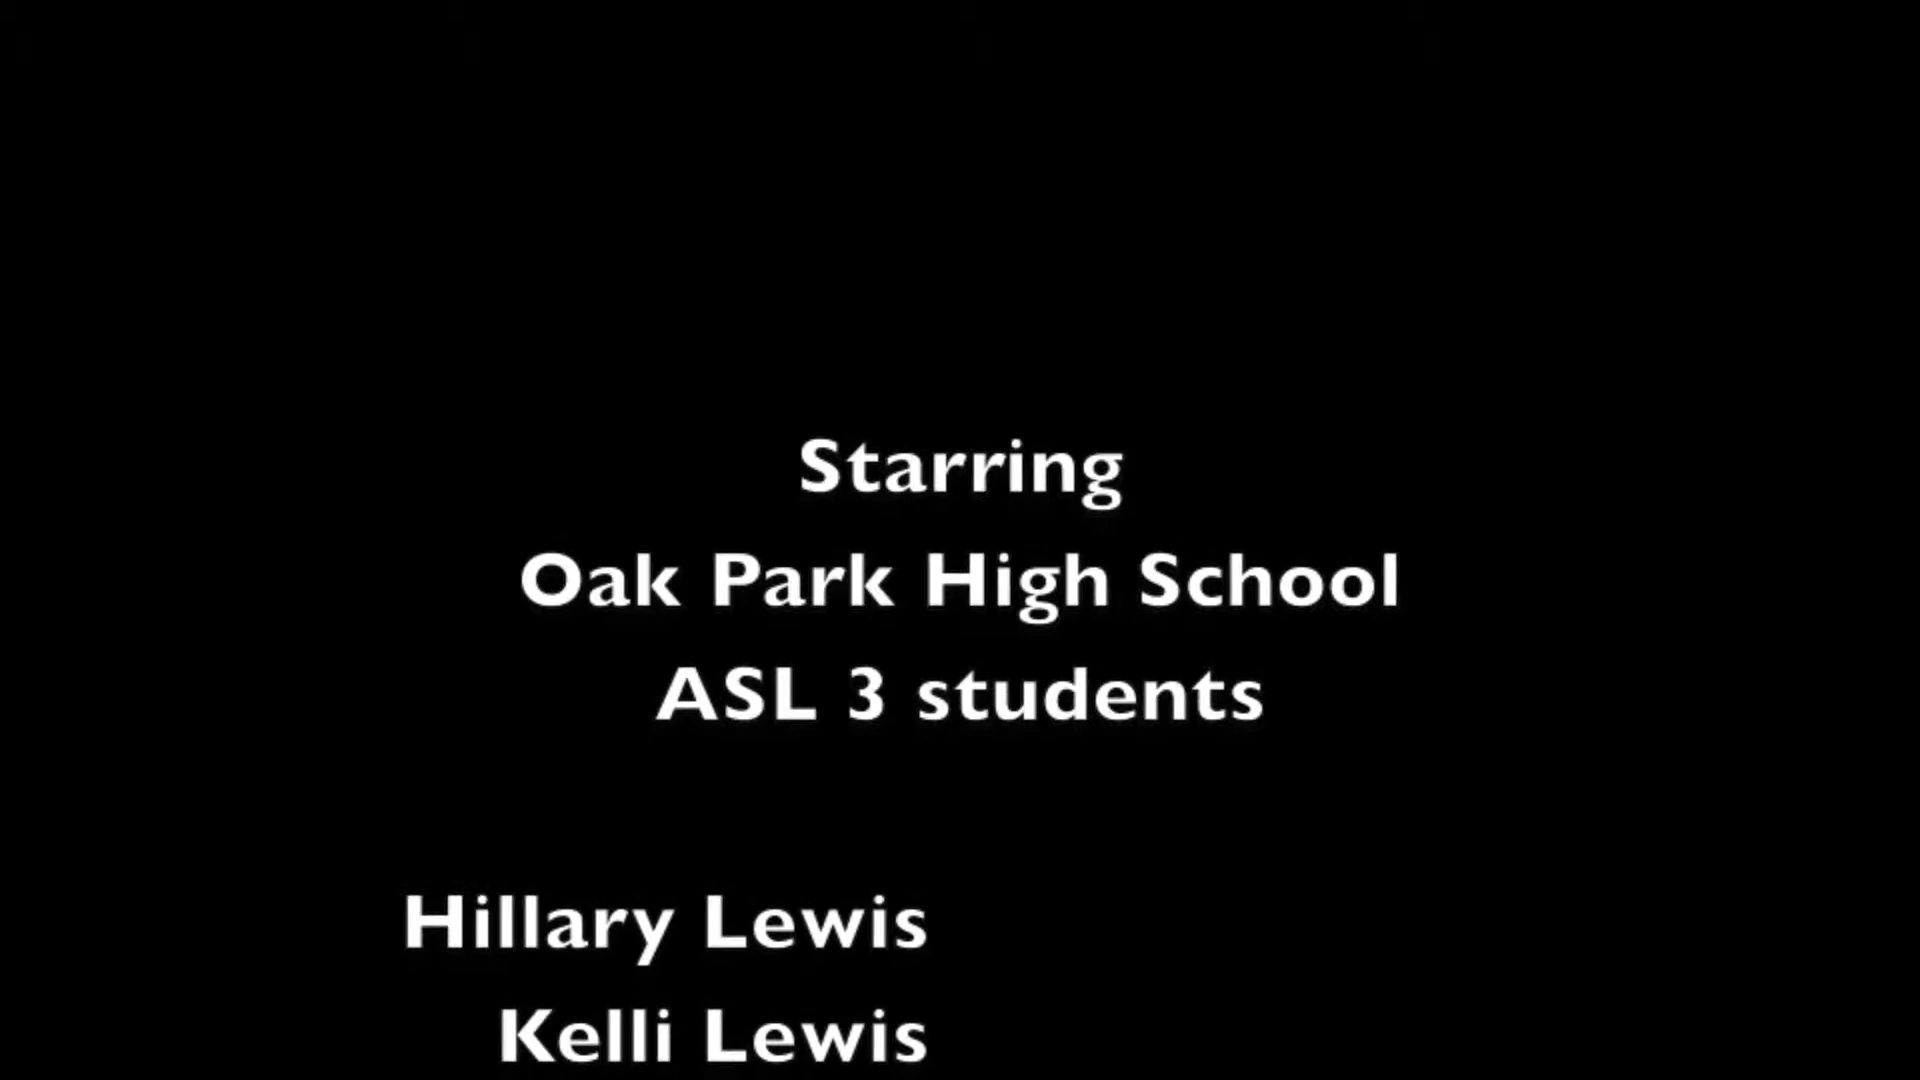 Starring
Oak Park High School
ASL 3 students
Hillary Lewis
Kelli Lewis